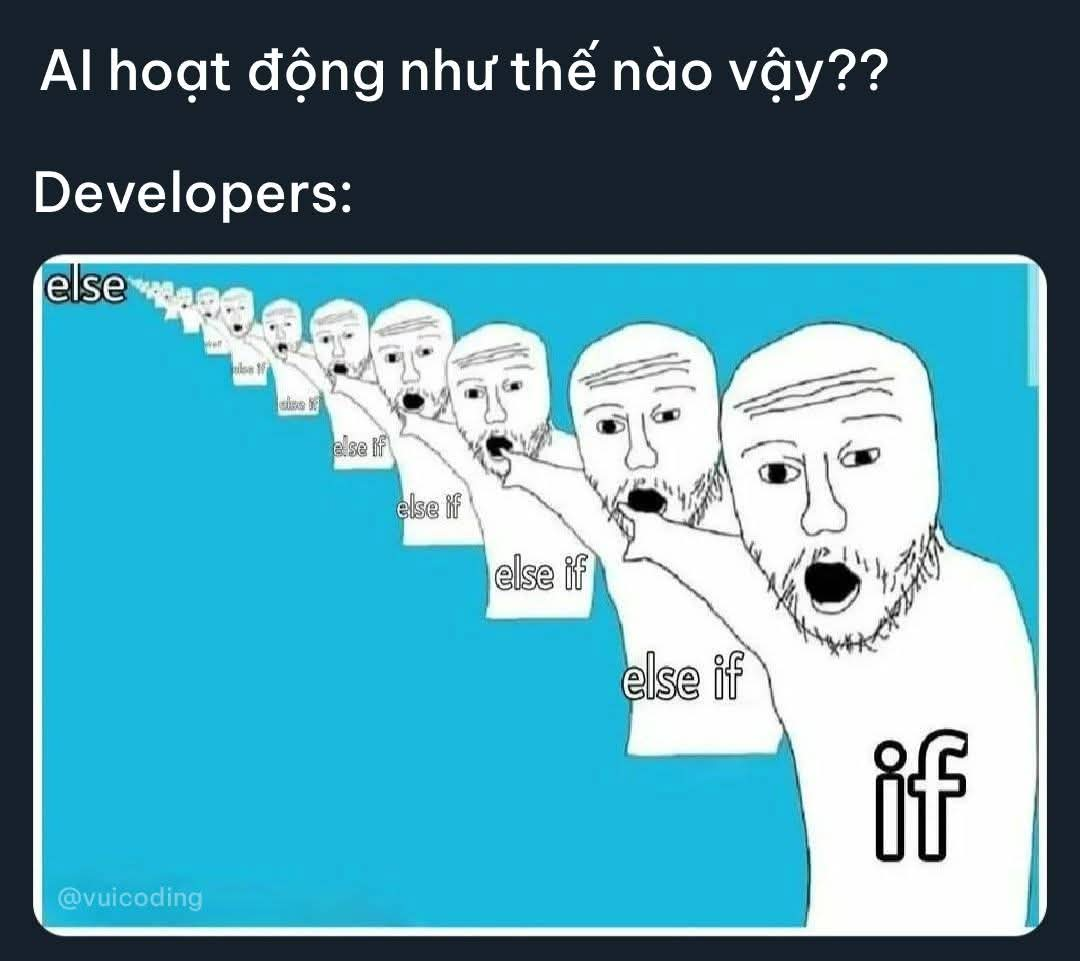 AI hoạt động như thế nào vậy??
Developers:
else
else if
else if
else if
else if
else if
else if
if
@vuicoding